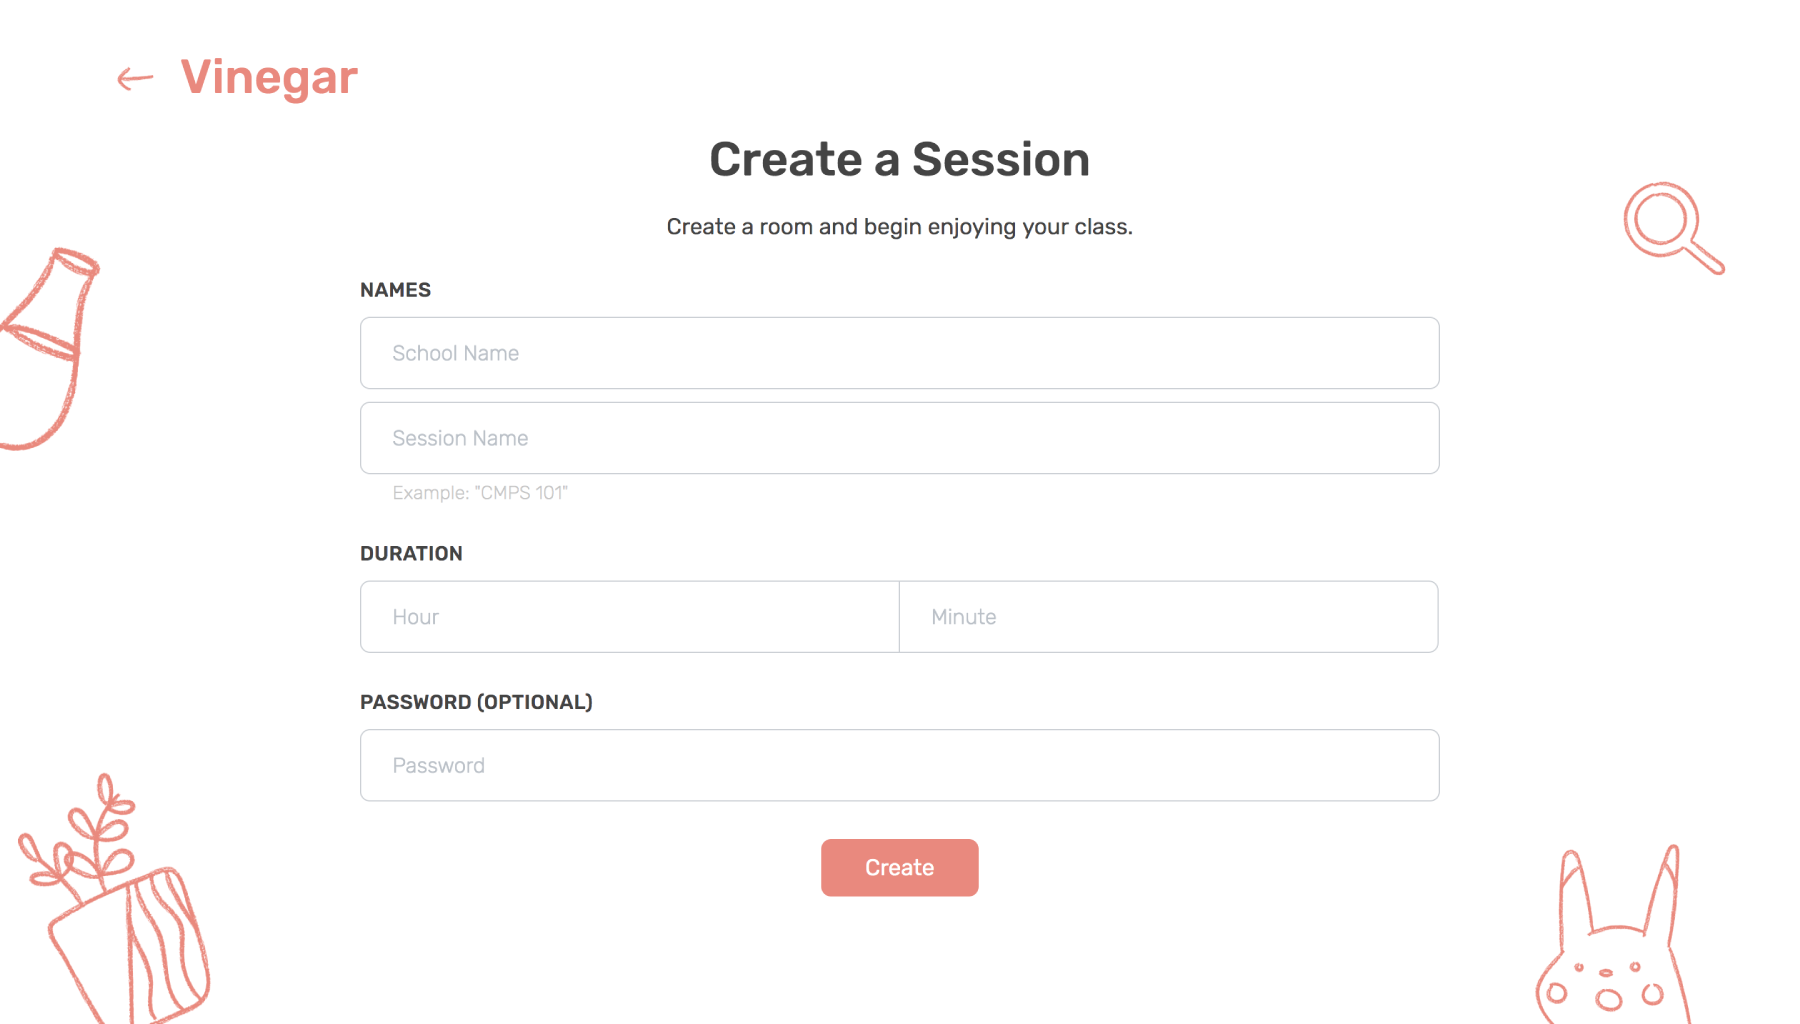 Vinegar
Create a Session
Create a room and begin enjoying your class.
NAMES
School Name
Session Name
Example: "CMPS 101"
DURATION
Hour Minute
PASSWORD (OPTIONAL)
Password
Create